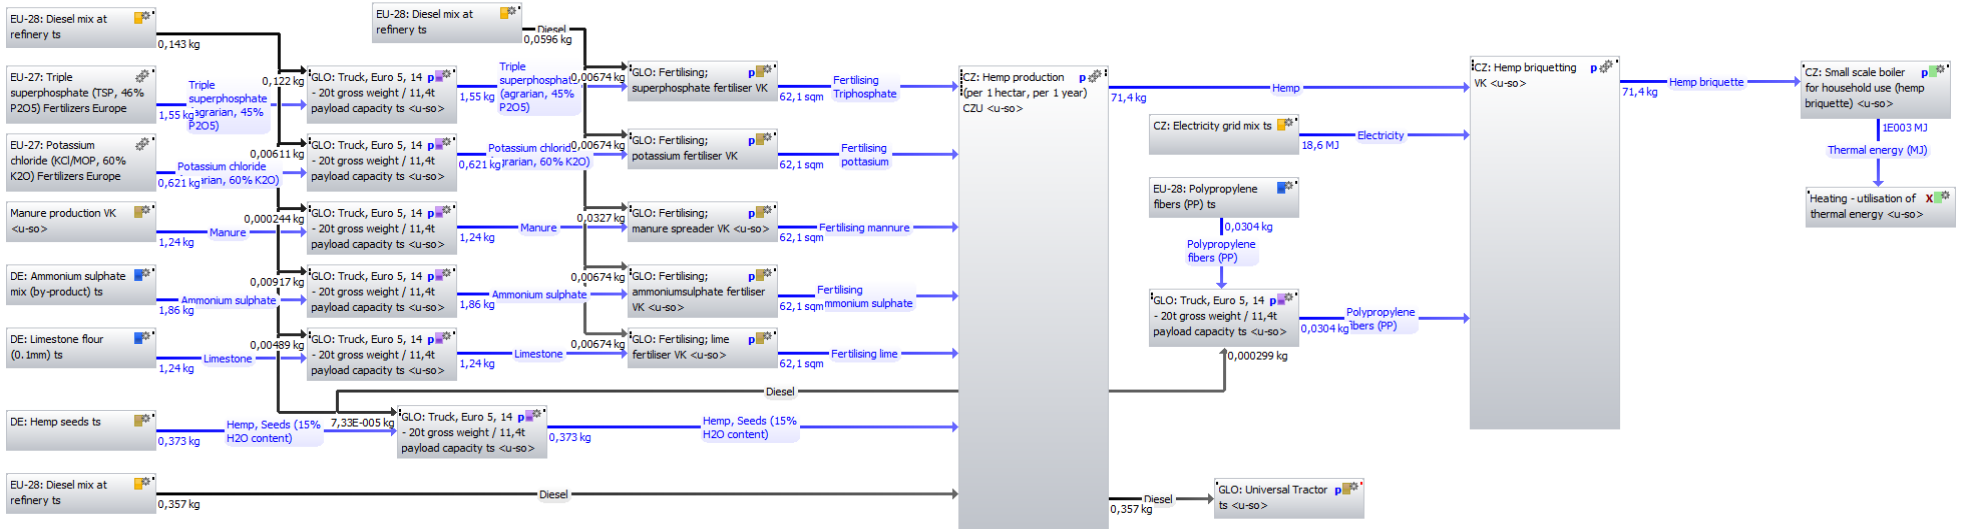 EU-28: Diesel mix at
refinery ts
0,143 kg
EU-28: Diesel mix at
refinery ts
Diesel
0,0596 kg
EU-27: Triple
superphosphate (TSP, 46%
P2O5) Fertilizers Europe
1,55 kg
Triple
superphosphate
(agrarian, 45%
P2O5)
0,122 kg
GLO: Truck, Euro 5, 14 p
- 20t gross weight / 11,4t
payload capacity ts <u-so>
1,55 kg
Triple
superphosphat
(agrarian, 45%
P2O5)
0,00674 kg
GLO: Fertilising; p
superphosphate fertiliser VK
62,1 sqm
Fertilising
Triphosphate
EU-27: Potassium
chloride (KCl/MOP, 60%
K2O) Fertilizers Europe
0,621 kg
Potassium chloride
rian, 60% K2O)
0,00611 kg
GLO: Truck, Euro 5, 14 p
- 20t gross weight / 11,4t
payload capacity ts <u-so>
0,621 kg
Potassium chloride
rarian, 60% K2O)
0,00674 kg
GLO: Fertilising; p
potassium fertiliser VK
62,1 sqm
Fertilising
pottasium
Manure production VK
<u-so>
1,24 kg
Manure
0,000244 kg
GLO: Truck, Euro 5, 14 p
- 20t gross weight / 11,4t
payload capacity ts <u-so>
1,24 kg
Manure
0,0327 kg
GLO: Fertilising; p
manure spreader VK <u-so>
62,1 sqm
Fertilising mannure
DE: Ammonium sulphate
mix (by-product) ts
1,86 kg
Ammonium sulphate
0,00917 kg
GLO: Truck, Euro 5, 14 p
- 20t gross weight / 11,4t
payload capacity ts <u-so>
1,86 kg
Ammonium sulphate
0,00674 kg
GLO: Fertilising; p
ammoniumsulphate fertiliser
VK <u-so>
62,1 sqm
Fertilising
mmonium sulphate
DE: Limestone flour
(0.1mm) ts
1,24 kg
Limestone
0,00489 kg
GLO: Truck, Euro 5, 14 p
- 20t gross weight / 11,4t
payload capacity ts <u-so>
1,24 kg
Limestone
0,00674 kg
GLO: Fertilising; lime p
fertiliser VK <u-so>
62,1 sqm
Fertilising lime
Diesel
DE: Hemp seeds ts
0,373 kg
Hemp, Seeds (15%
H2O content)
7,33E-005 kg
GLO: Truck, Euro 5, 14 p
- 20t gross weight / 11,4t
payload capacity ts <u-so>
0,373 kg
Hemp, Seeds (15%
H2O content)
EU-28: Diesel mix at
refinery ts
0,357 kg
Diesel
CZ: Hemp production p
(per 1 hectar, per 1 year)
CZU <u-so>
71,4 kg
Hemp
CZ: Electricity grid mix ts
18,6 MJ
Electricity
EU-28: Polypropylene
fibers (PP) ts
0,0304 kg
Polypropylene
fibers (PP)
GLO: Truck, Euro 5, 14 p
- 20t gross weight / 11,4t
payload capacity ts <u-so>
0,0304 kg
Polypropylene
ibers (PP)
0,000299 kg
Diesel
0,357 kg
GLO: Universal Tractor p
ts <u-so>
CZ: Hemp briquetting p
VK <u-so>
71,4 kg
Hemp briquette
CZ: Small scale boiler p
for household use (hemp
briquette) <u-so>
1E003 MJ
Thermal energy (MJ)
Heating - utilisation of X
thermal energy <u-so>